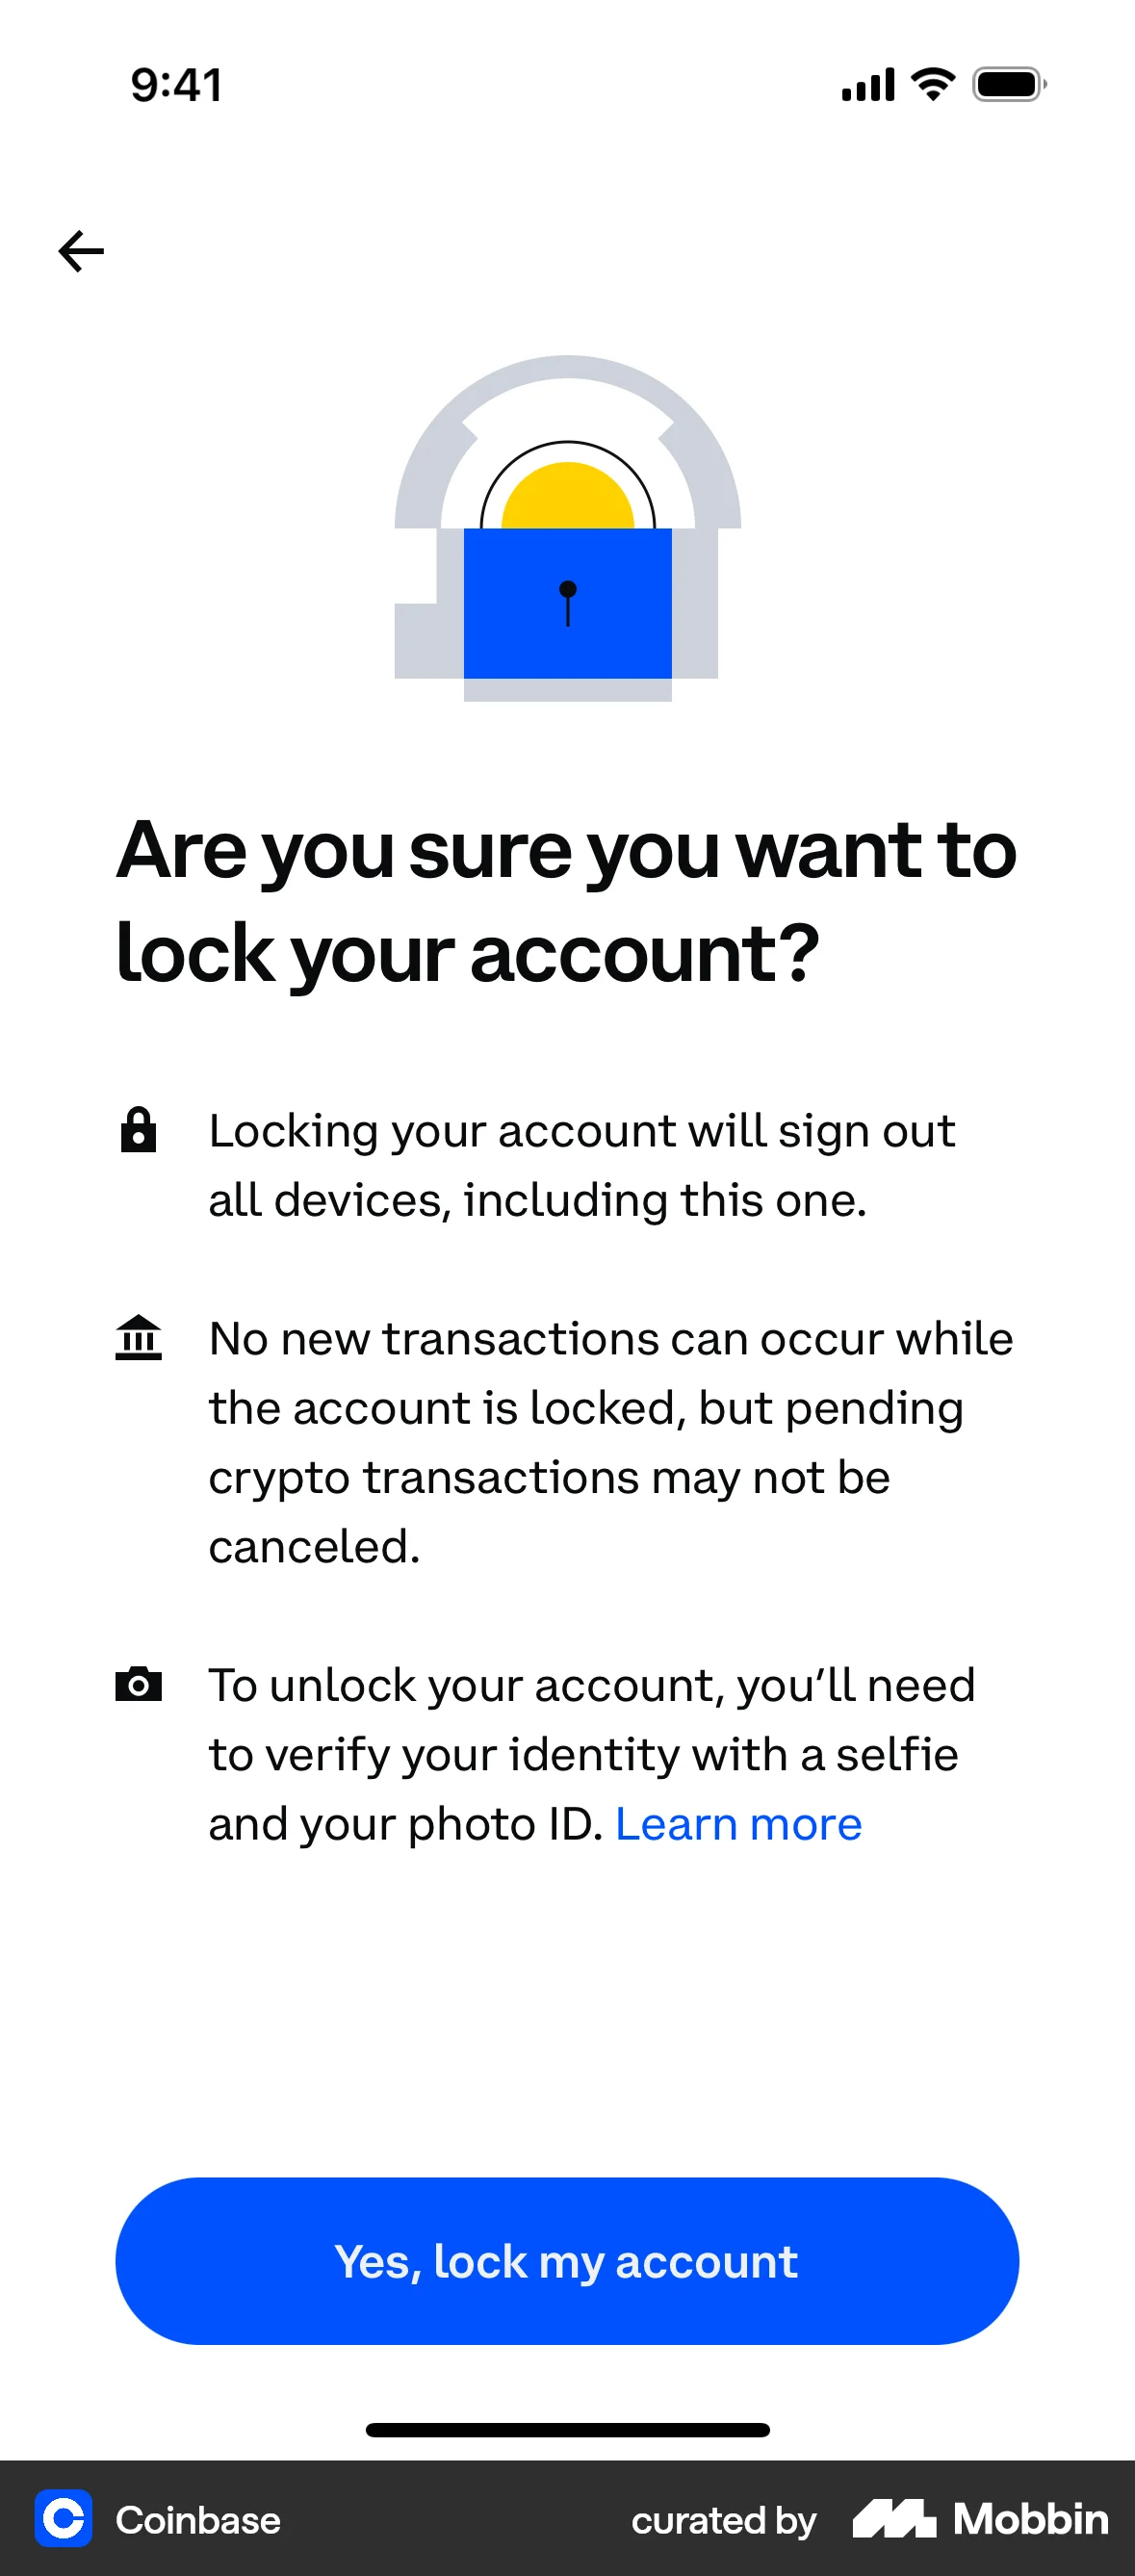 9:41
Are you sure you want to
lock your account?
Locking your account will sign out
all devices, including this one.
No new transactions can occur while
the account is locked, but pending
crypto transactions may not be
canceled.
To unlock your account, you’ll need
to verify your identity with a selfie
and your photo ID. Learn more
Yes, lock my account
Coinbase
curated by
Mobbin